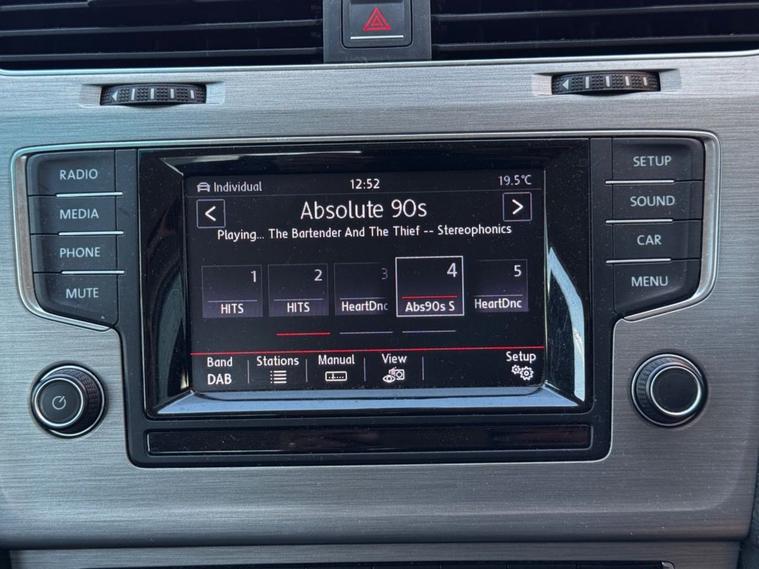 RADIO
MEDIA
PHONE
MUTE
Individual 12:52 19.5°C
< Absolute 90s >
Playing... The Bartender And The Thief -- Stereophonics
1 2 3 4 5
HITS HITS HeartDnc Abs90s S HeartDnc
Band Stations Manual View Setup
DAB
SETUP
SOUND
CAR
MENU